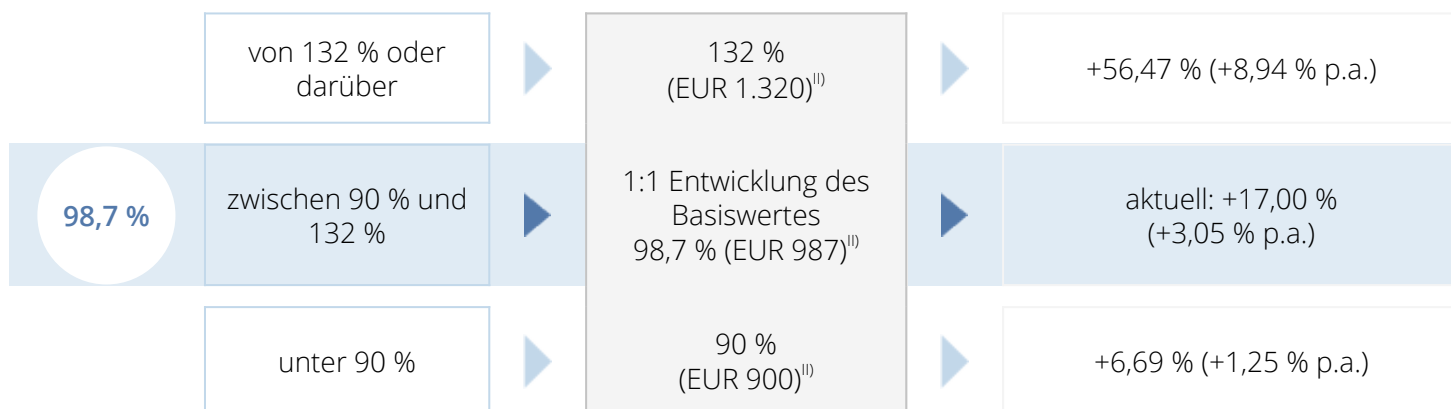 von 132 % oder
darüber
132 %
(EUR 1.320)II)
+56,47 % (+8,94 % p.a.)
98,7 %
zwischen 90 % und
132 %
1:1 Entwicklung des
Basiswertes
98,7 % (EUR 987)II)
aktuell: +17,00 %
(+3,05 % p.a.)
unter 90 %
90 %
(EUR 900)II)
+6,69 % (+1,25 % p.a.)